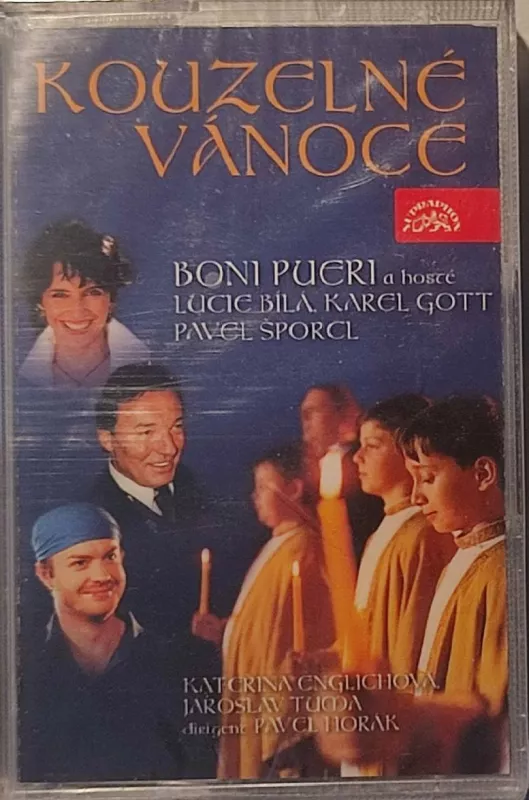 KOUZELNÉ
VÁNOCE
SUPRAPHON
BONI PUERI a hosté
LUCIE BÍLÁ, KAREL GOTT
PAVEL ŠPORCL
KATEŘINA ENGLICHOVÁ,
JAROSLAV TŮMA
dirigent PAVEL HORÁK